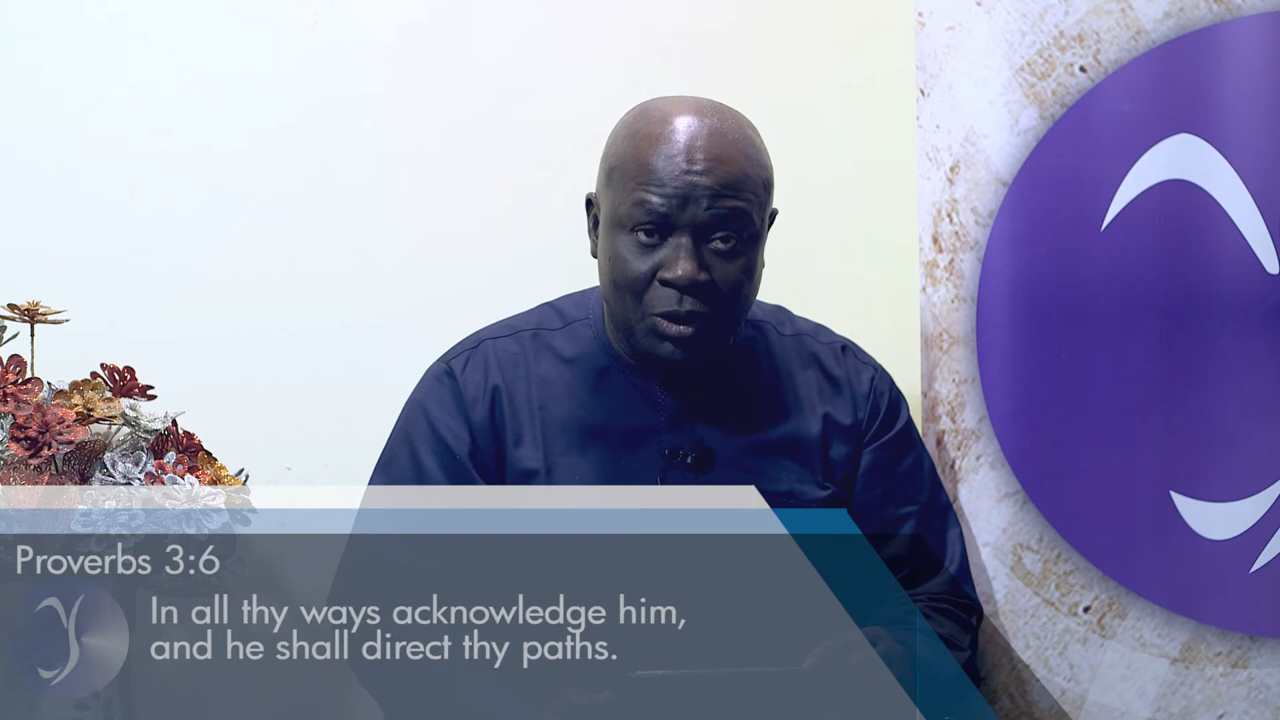 Proverbs 3:6
In all thy ways acknowledge him,
and he shall direct thy paths.